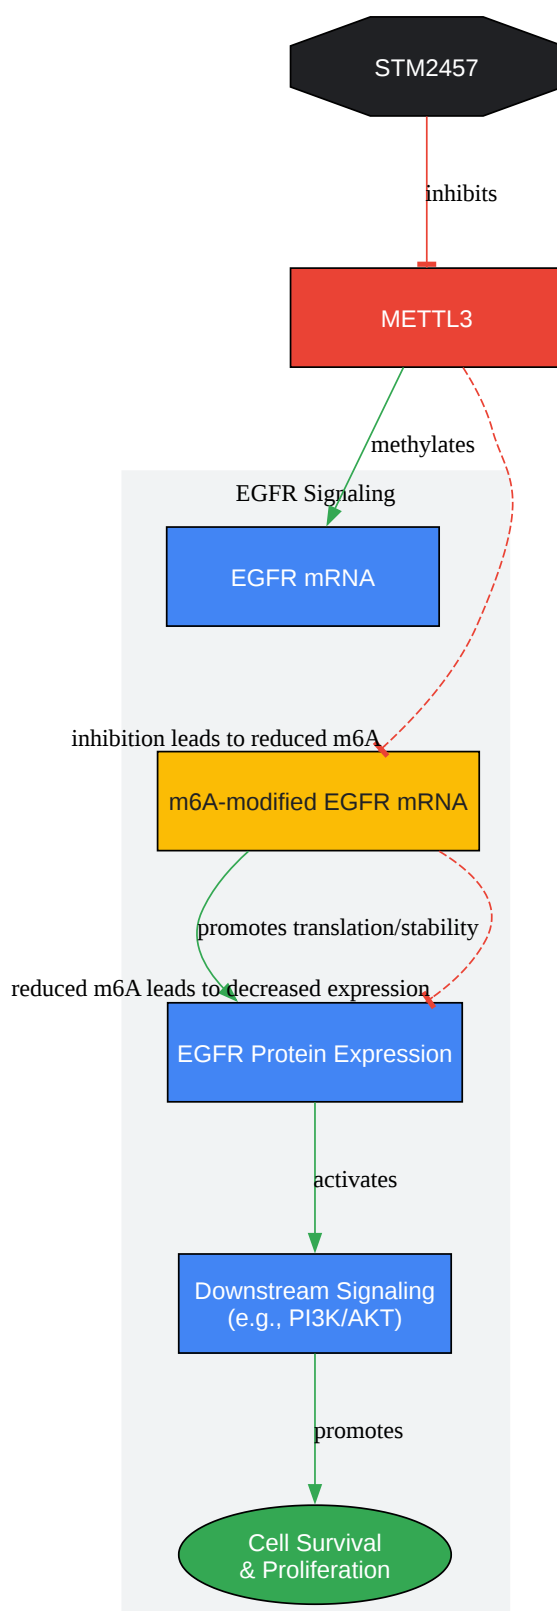 STM2457
inhibits
METTL3
methylates
EGFR Signaling
EGFR mRNA
inhibition leads to reduced m6A
m6A-modified EGFR mRNA
promotes translation/stability
reduced m6A leads to decreased expression
EGFR Protein Expression
activates
Downstream Signaling
(e.g., PI3K/AKT)
promotes
Cell Survival
& Proliferation